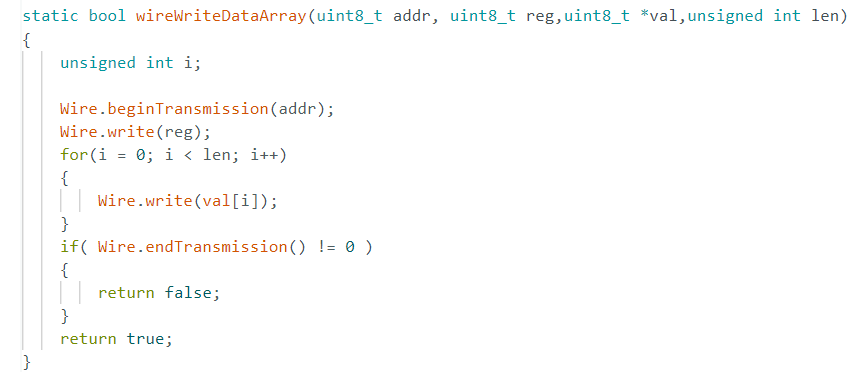 static bool wireWriteDataArray(uint8_t addr, uint8_t reg,uint8_t *val,unsigned int len)
{
    unsigned int i;

    Wire.beginTransmission(addr);
    Wire.write(reg);
    for(i = 0; i < len; i++)
    {
        Wire.write(val[i]);
    }
    if( Wire.endTransmission() != 0 )
    {
        return false;
    }
    return true;
}